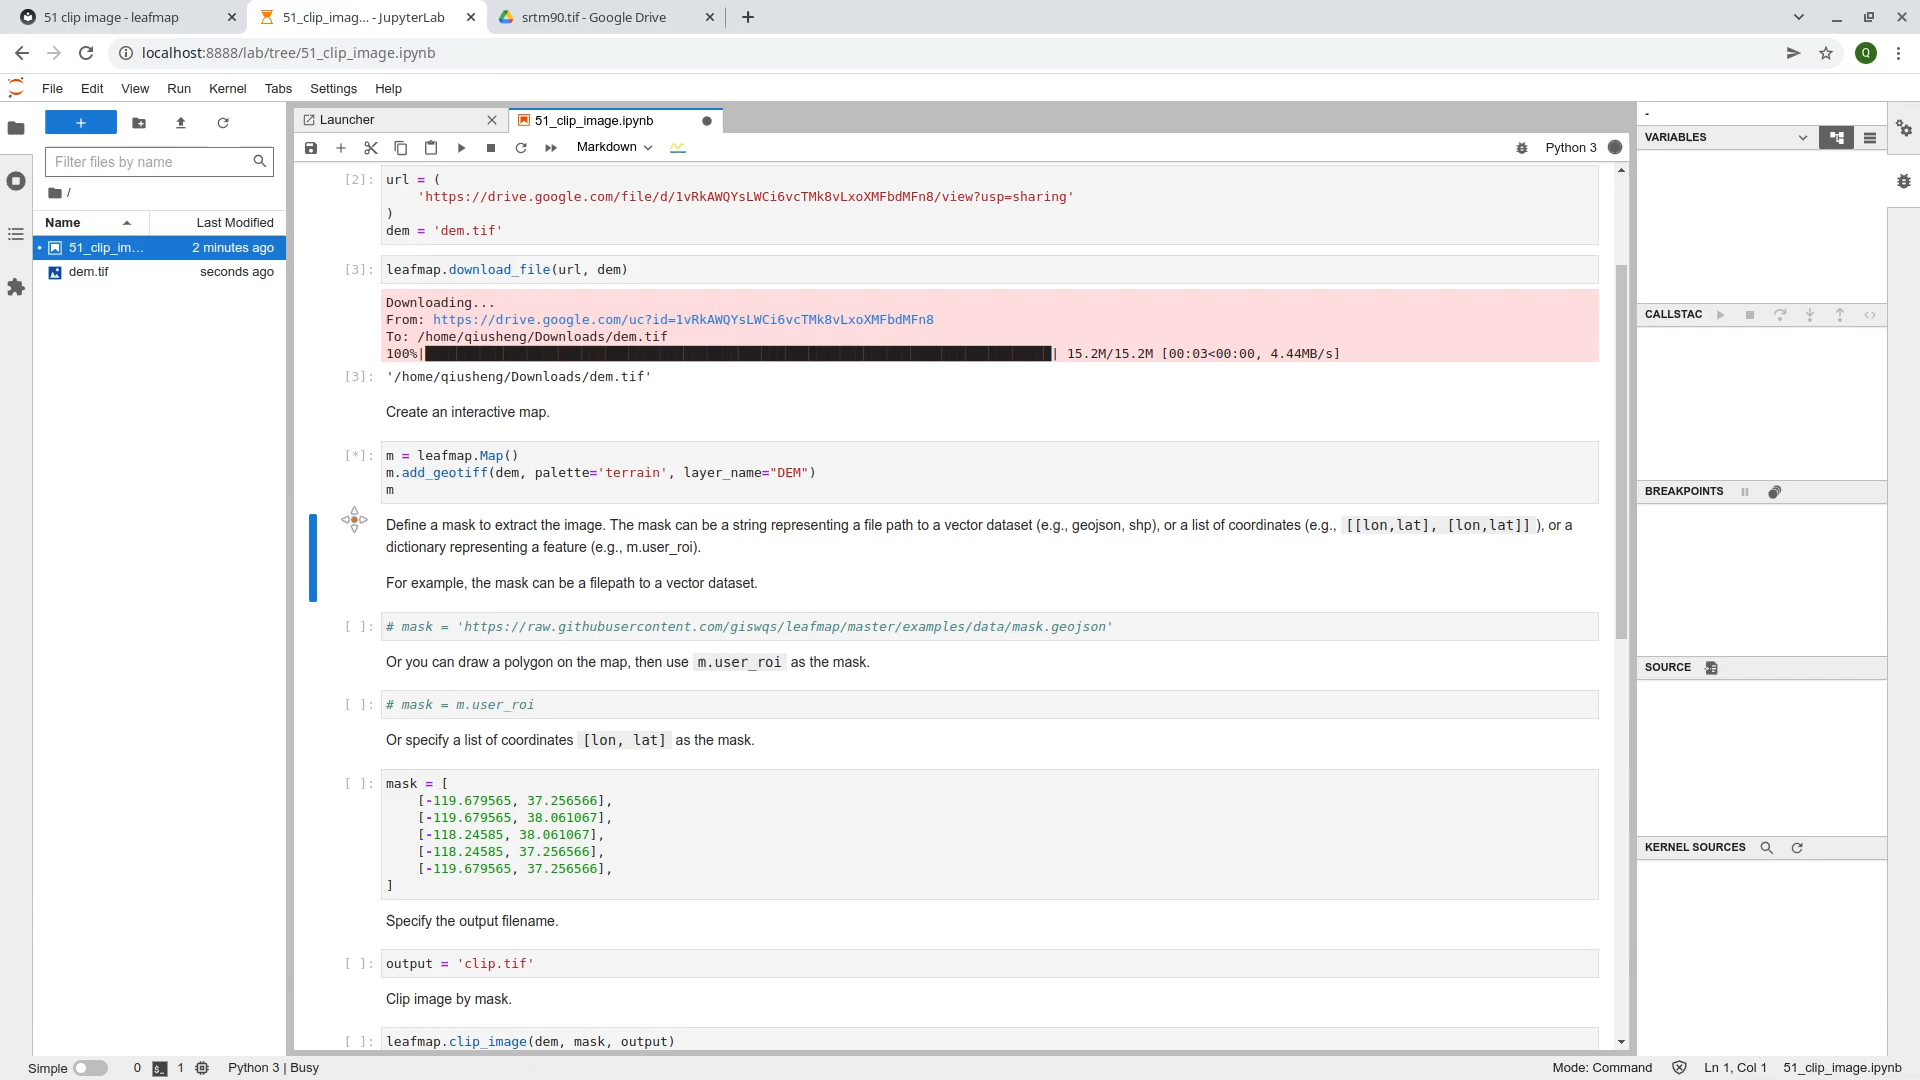 51 clip image - leafmap
51_clip_imag... - JupyterLab
srtm90.tif - Google Drive
localhost:8888/lab/tree/51_clip_image.ipynb
Q
File Edit View Run Kernel Tabs Settings Help
Filter files by name
/
Name Last Modified
51_clip_im... 2 minutes ago
dem.tif seconds ago
Launcher
51_clip_image.ipynb
Markdown
Python 3
[2]: url = (
'https://drive.google.com/file/d/1vRkAWQYsLWCi6vcTMk8vLxoXMFbdMFn8/view?usp=sharing'
)
dem = 'dem.tif'
[3]: leafmap.download_file(url, dem)
Downloading...
From: https://drive.google.com/uc?id=1vRkAWQYsLWCi6vcTMk8vLxoXMFbdMFn8
To: /home/qiusheng/Downloads/dem.tif
100%| | 15.2M/15.2M [00:03<00:00, 4.44MB/s]
[3]: '/home/qiusheng/Downloads/dem.tif'
Create an interactive map.
[*]: m = leafmap.Map()
m.add_geotiff(dem, palette='terrain', layer_name="DEM")
m
Define a mask to extract the image. The mask can be a string representing a file path to a vector dataset (e.g., geojson, shp), or a list of coordinates (e.g., [[lon,lat], [lon,lat]] ), or a
dictionary representing a feature (e.g., m.user_roi).
For example, the mask can be a filepath to a vector dataset.
[ ]: # mask = 'https://raw.githubusercontent.com/giswqs/leafmap/master/examples/data/mask.geojson'
Or you can draw a polygon on the map, then use m.user_roi as the mask.
[ ]: # mask = m.user_roi
Or specify a list of coordinates [lon, lat] as the mask.
[ ]: mask = [
[-119.679565, 37.256566],
[-119.679565, 38.061067],
[-118.24585, 38.061067],
[-118.24585, 37.256566],
[-119.679565, 37.256566],
]
Specify the output filename.
[ ]: output = 'clip.tif'
Clip image by mask.
[ ]: leafmap.clip_image(dem, mask, output)
-
VARIABLES
CALLSTAC
BREAKPOINTS
SOURCE
KERNEL SOURCES
Simple 0 1 Python 3 | Busy
Mode: Command Ln 1, Col 1 51_clip_image.ipynb